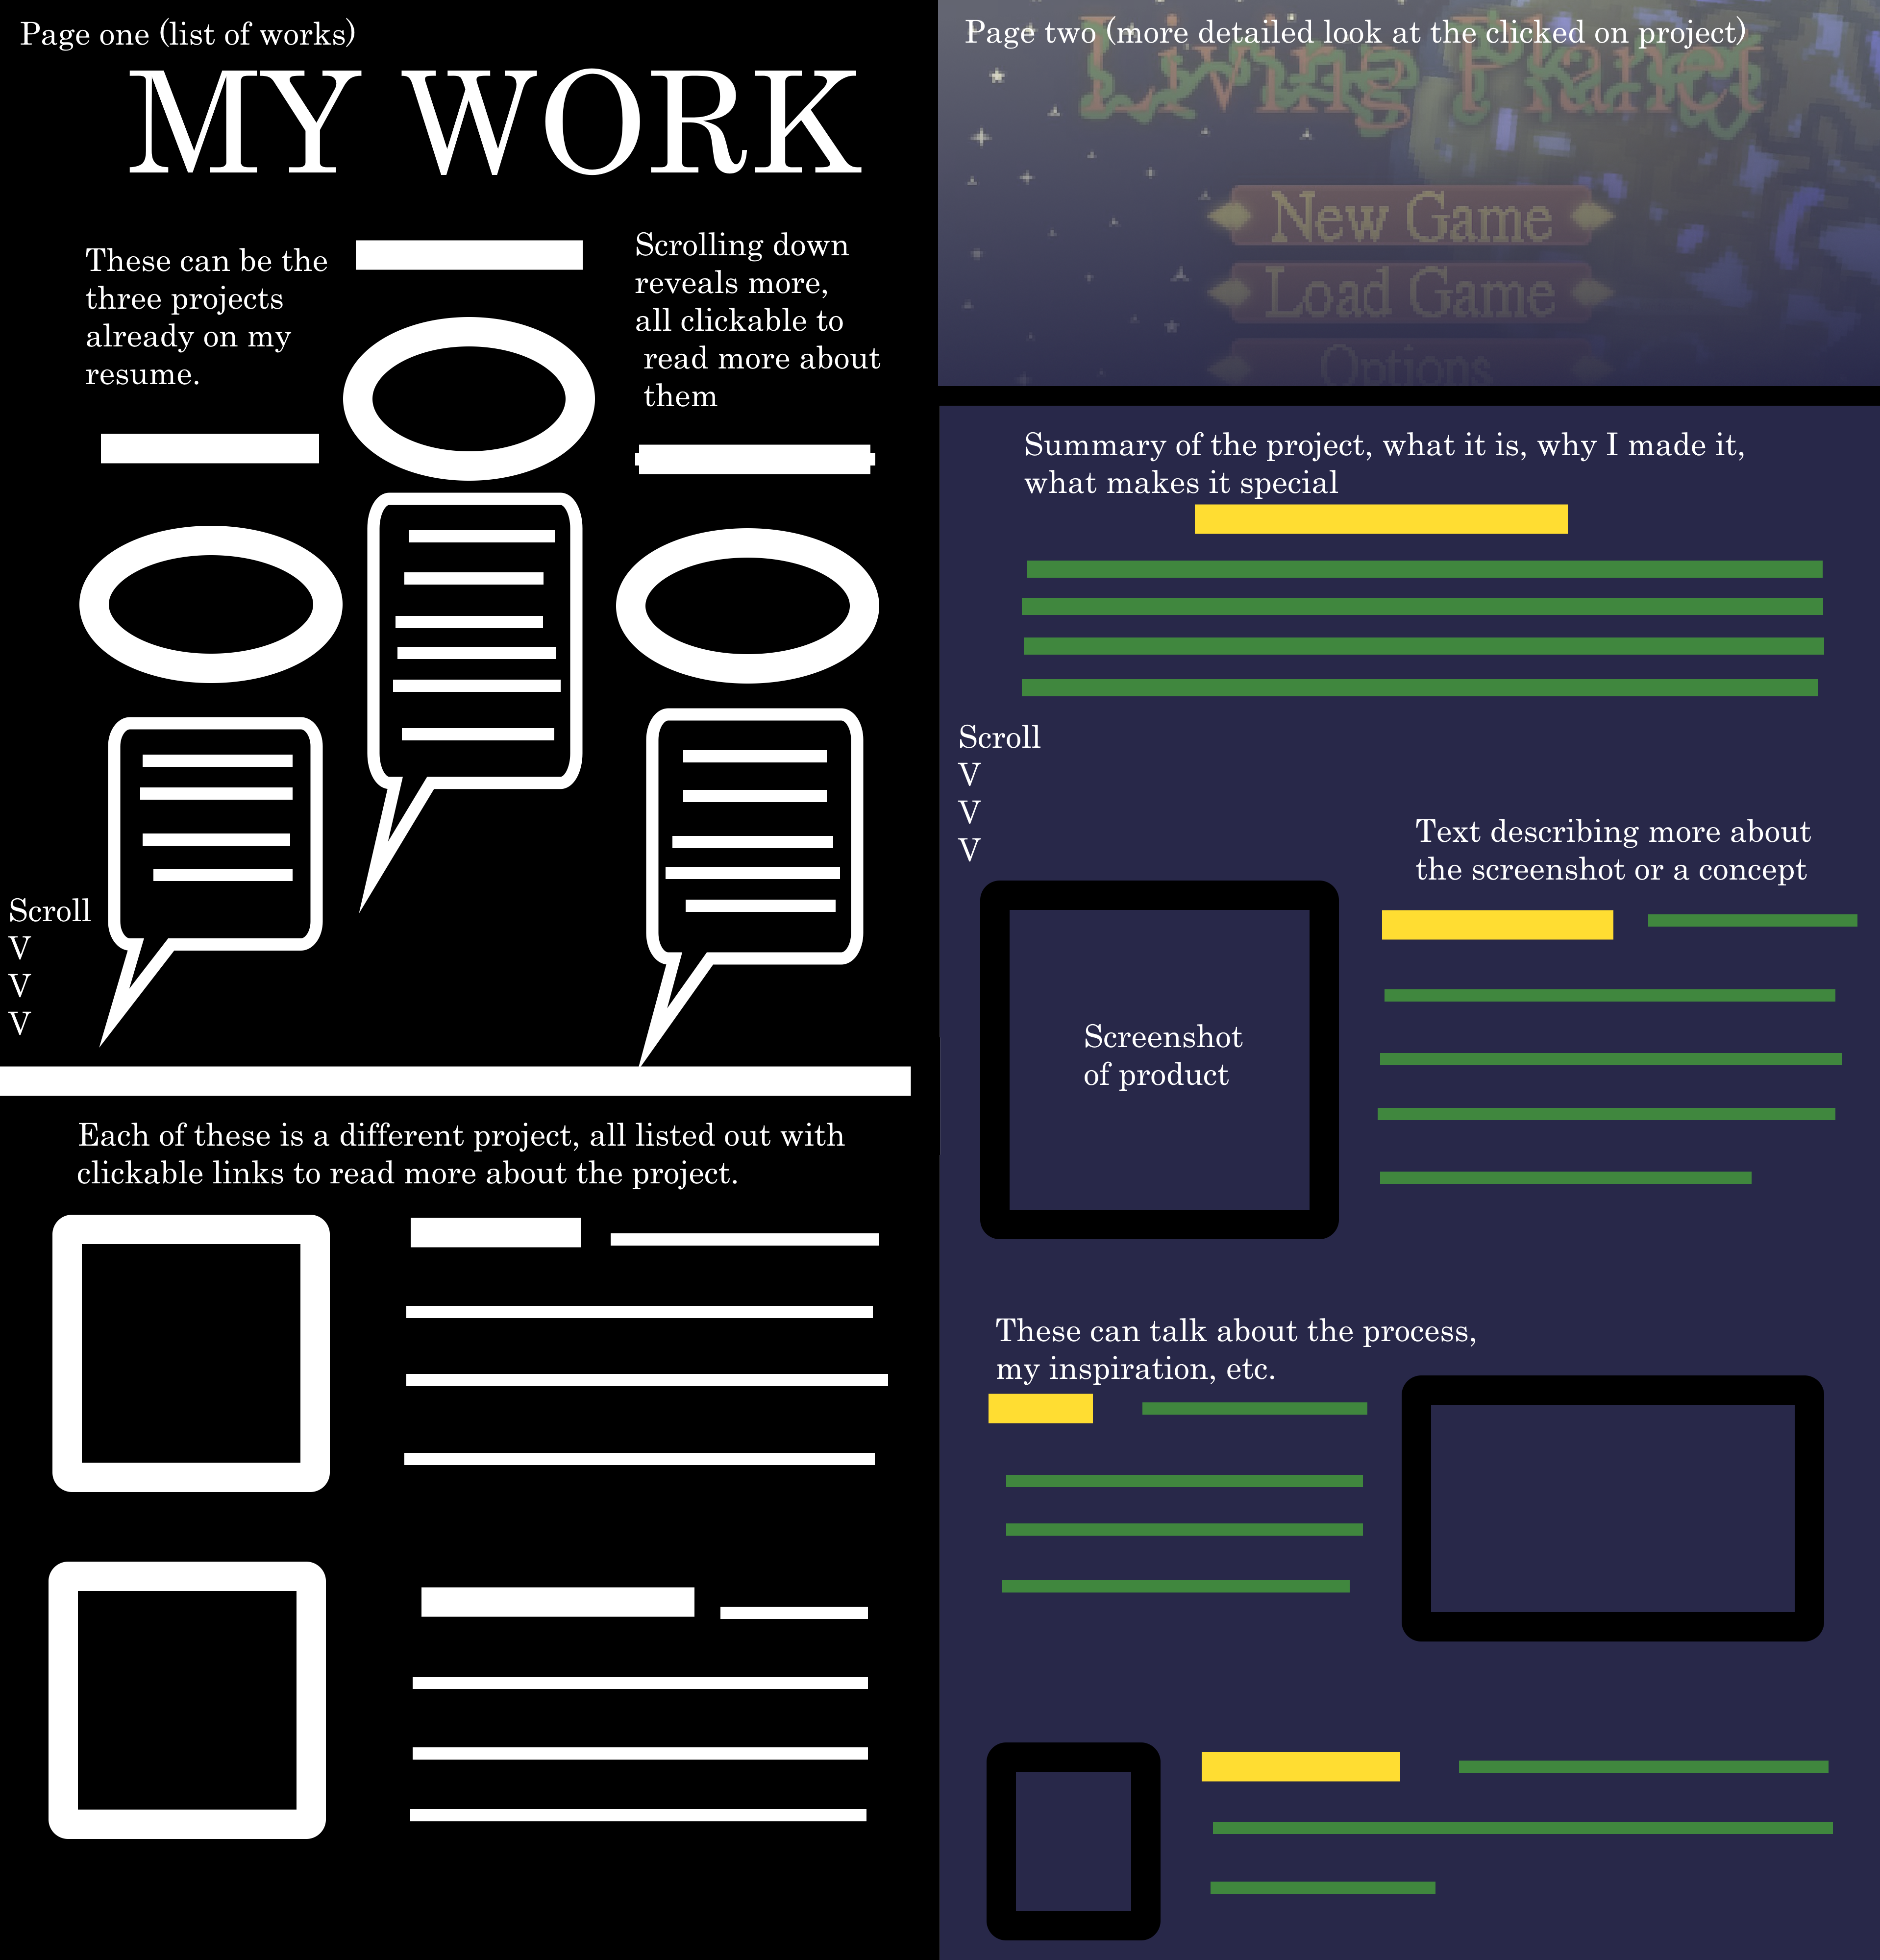 Page one (list of works)
MY WORK
These can be the
three projects
already on my
resume.
Scrolling down
reveals more,
all clickable to
read more about
them
Scroll
V
V
V
Each of these is a different project, all listed out with
clickable links to read more about the project.
Page two (more detailed look at the clicked on project)
Living Planet
New Game
Load Game
Options
Summary of the project, what it is, why I made it,
what makes it special
Scroll
V
V
V
Text describing more about
the screenshot or a concept
Screenshot
of product
These can talk about the process,
my inspiration, etc.